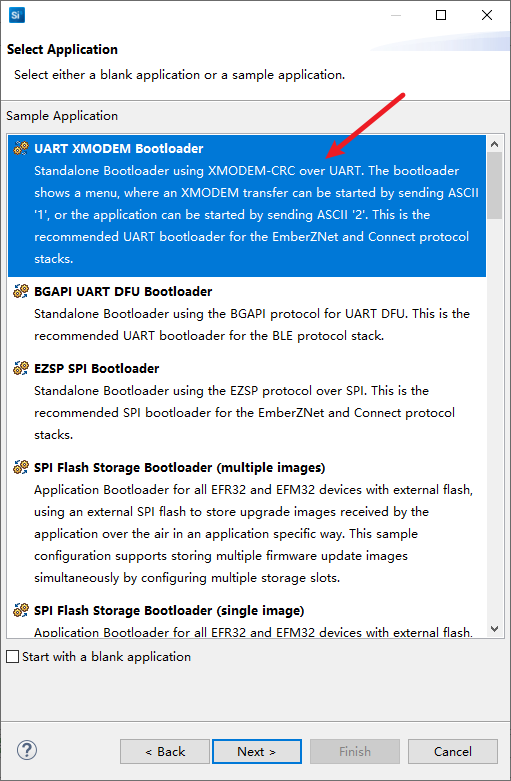 Si
Select Application
Select either a blank application or a sample application.
Sample Application
UART XMODEM Bootloader
Standalone Bootloader using XMODEM-CRC over UART. The bootloader
shows a menu, where an XMODEM transfer can be started by sending ASCII
'1', or the application can be started by sending ASCII '2'. This is the
recommended UART bootloader for the EmberZNet and Connect protocol
stacks.
BGAPI UART DFU Bootloader
Standalone Bootloader using the BGAPI protocol for UART DFU. This is the
recommended UART bootloader for the BLE protocol stack.
EZSP SPI Bootloader
Standalone Bootloader using the EZSP protocol over SPI. This is the
recommended SPI bootloader for the EmberZNet and Connect protocol
stacks.
SPI Flash Storage Bootloader (multiple images)
Application Bootloader for all EFR32 and EFM32 devices with external flash,
using an external SPI flash to store upgrade images received by the
application over the air in an application specific way. This sample
configuration supports storing multiple firmware update images
simultaneously by configuring multiple storage slots.
SPI Flash Storage Bootloader (single image)
Application Bootloader for all EFR32 and EFM32 devices with external flash,
Start with a blank application
?
< Back
Next >
Finish
Cancel